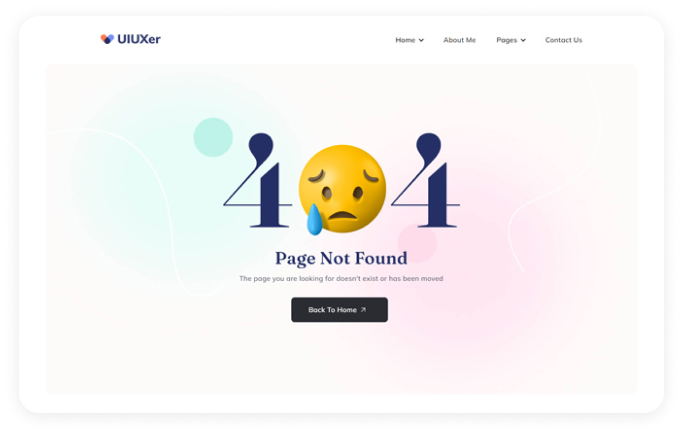 UIUXer
Home About Me Pages Contact Us
4 4
Page Not Found
The page you are looking for doesn't exist or has been moved
Back To Home